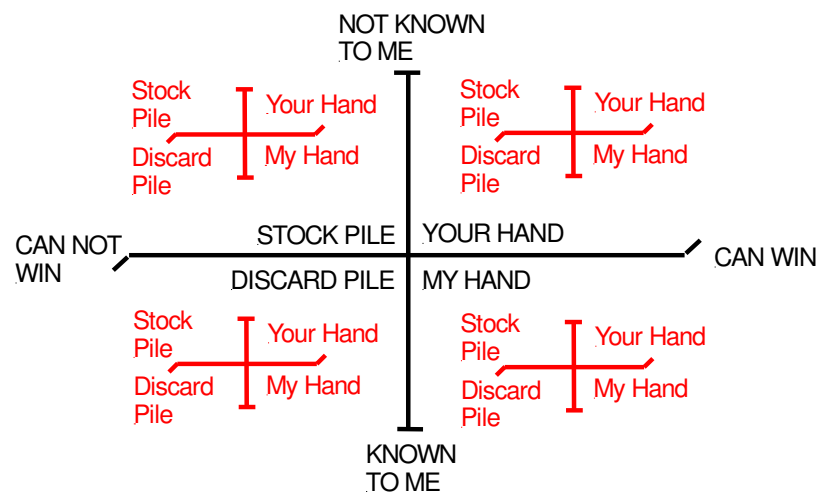 NOT KNOWN
TO ME
Stock
Pile
Your Hand
Discard
Pile
My Hand
Stock
Pile
Your Hand
Discard
Pile
My Hand
CAN NOT
WIN
STOCK PILE
YOUR HAND
CAN WIN
DISCARD PILE
MY HAND
Stock
Pile
Your Hand
Discard
Pile
My Hand
Stock
Pile
Your Hand
Discard
Pile
My Hand
KNOWN
TO ME